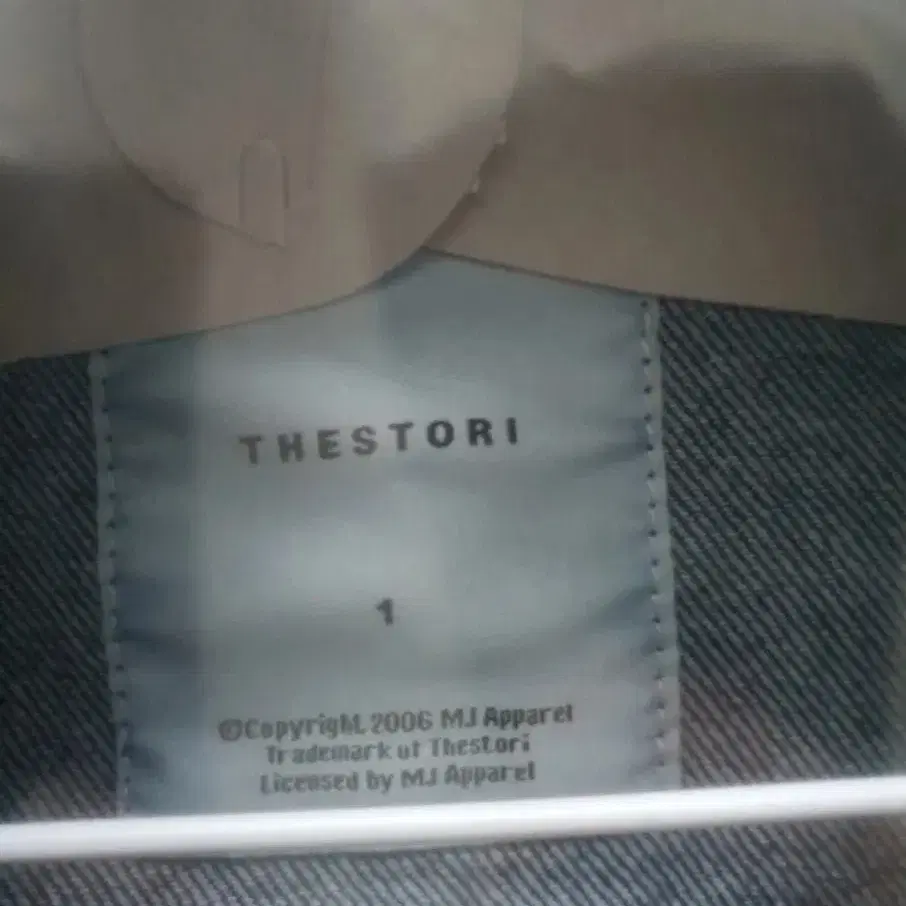 THESTORI
1
©Copyright. 2006 MJ Apparel
Trademark of Thestori
Licensed by MJ Apparel